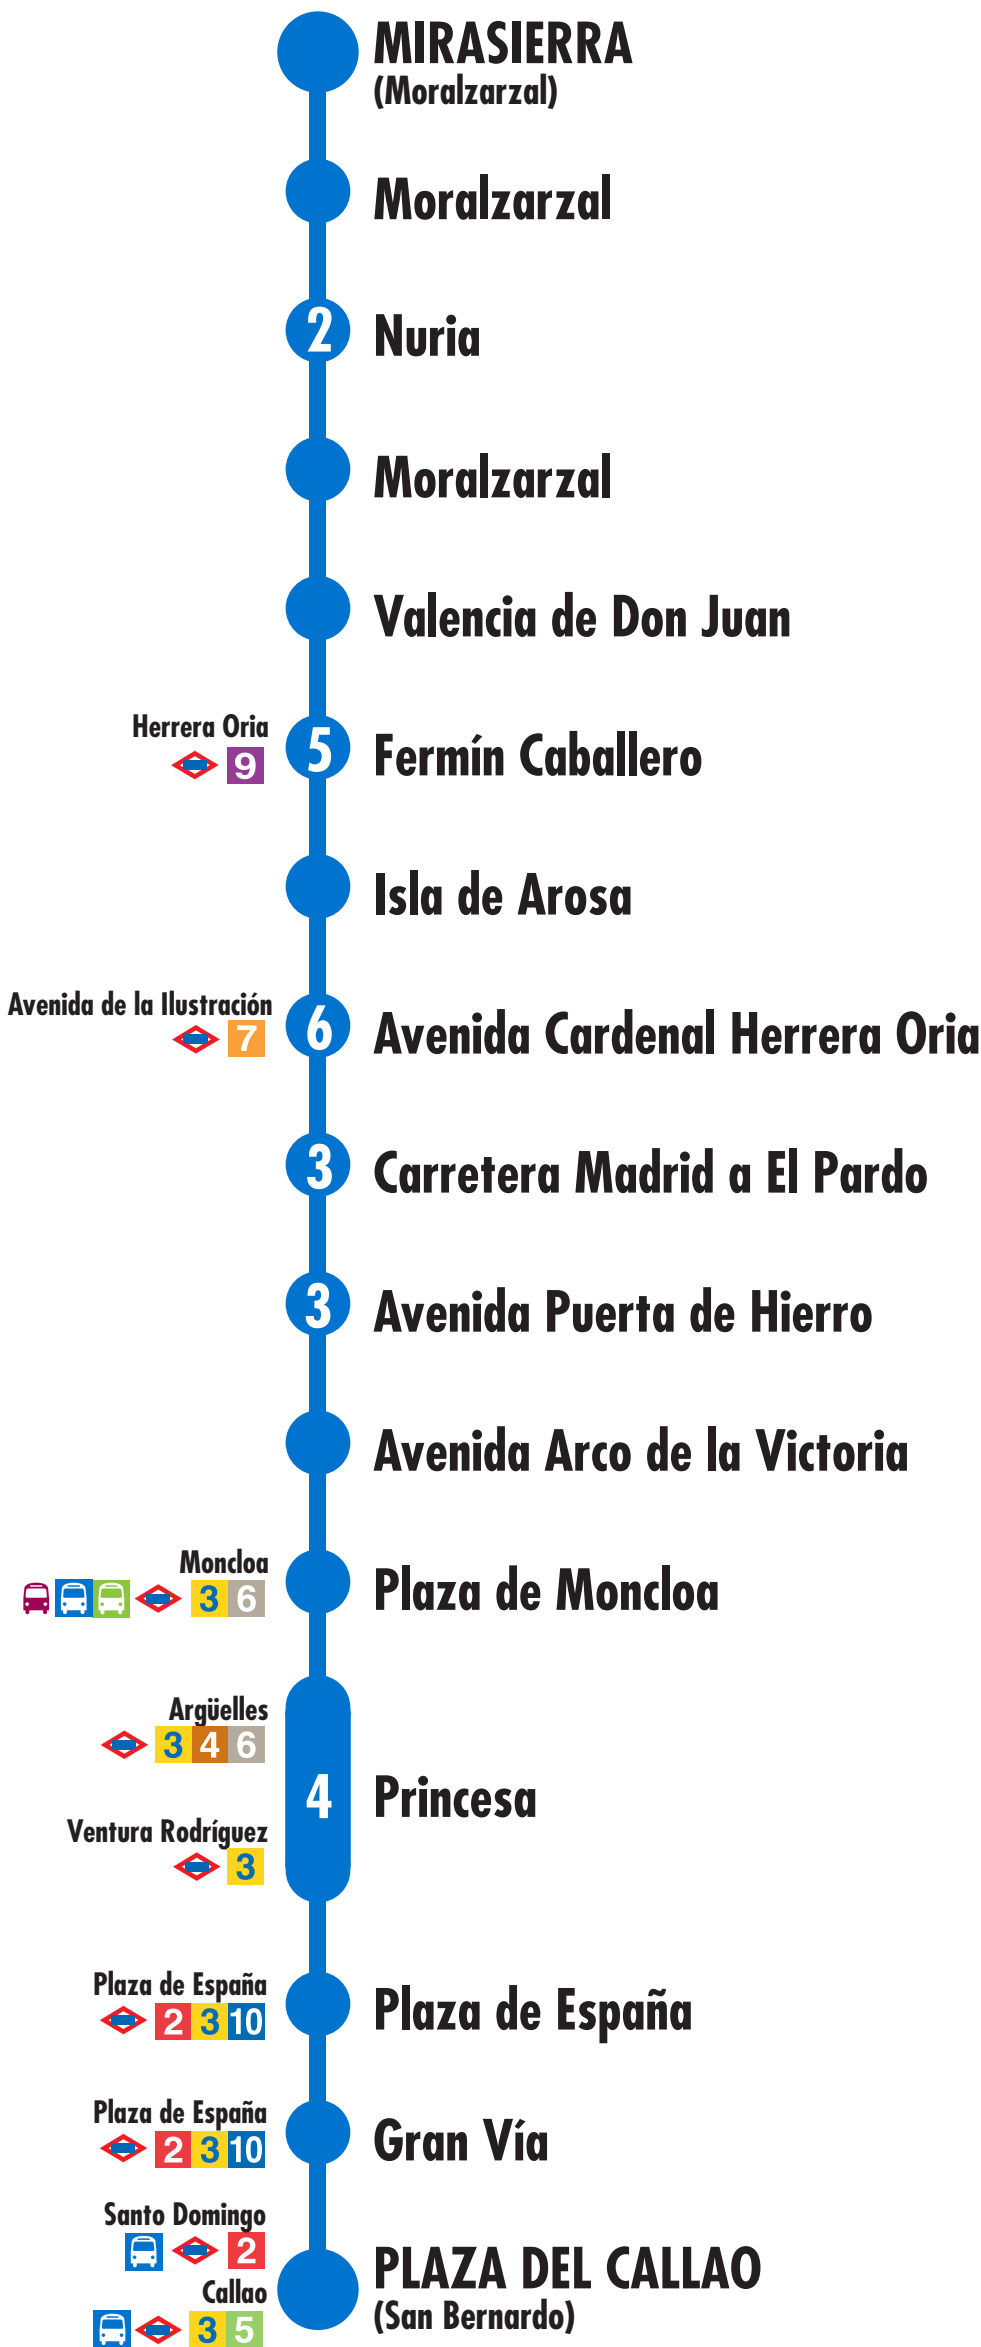 MIRASIERRA
(Moralzarzal)
Moralzarzal
2 Nuria
Moralzarzal
Valencia de Don Juan
Herrera Oria
9
5 Fermín Caballero
Isla de Arosa
Avenida de la Ilustración
7
6 Avenida Cardenal Herrera Oria
3 Carretera Madrid a El Pardo
3 Avenida Puerta de Hierro
Avenida Arco de la Victoria
Moncloa
3 6
Plaza de Moncloa
Argüelles
3 4 6
4 Princesa
Ventura Rodríguez
3
Plaza de España
2 3 10
Plaza de España
Plaza de España
2 3 10
Gran Vía
Santo Domingo
2
PLAZA DEL CALLAO
(San Bernardo)
Callao
3 5